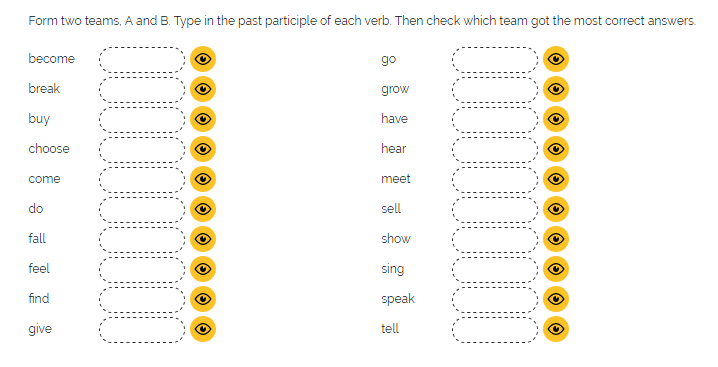 Form two teams, A and B. Type in the past participle of each verb. Then check which team got the most correct answers.
become
break
buy
choose
come
do
fall
feel
find
give
go
grow
have
hear
meet
sell
show
sing
speak
tell